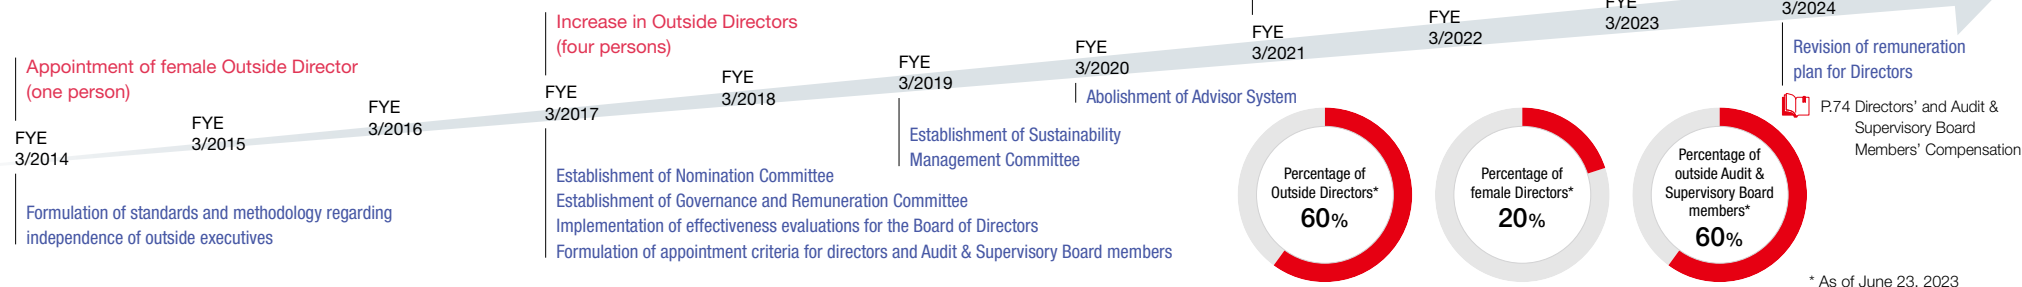 Appointment of female Outside Director
(one person)
FYE
3/2014
Formulation of standards and methodology regarding
independence of outside executives
FYE
3/2015
FYE
3/2016
Increase in Outside Directors
(four persons)
FYE
3/2017
Establishment of Nomination Committee
Establishment of Governance and Remuneration Committee
Implementation of effectiveness evaluations for the Board of Directors
Formulation of appointment criteria for directors and Audit & Supervisory Board members
FYE
3/2018
FYE
3/2019
Establishment of Sustainability
Management Committee
FYE
3/2020
Abolishment of Advisor System
FYE
3/2021
FYE
3/2022
FYE
3/2023
3/2024
Revision of remuneration
plan for Directors
P.74 Directors' and Audit &
Supervisory Board
Members' Compensation
Percentage of
Outside Directors*
60%
Percentage of
female Directors*
20%
Percentage of
outside Audit &
Supervisory Board
members*
60%
* As of June 23, 2023